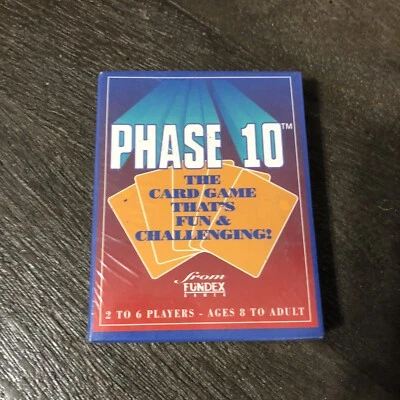 PHASE 10™
THE
CARD GAME
THAT'S
FUN &
CHALLENGING!
from
FUNDEX
GAMES
2 TO 6 PLAYERS - AGES 8 TO ADULT